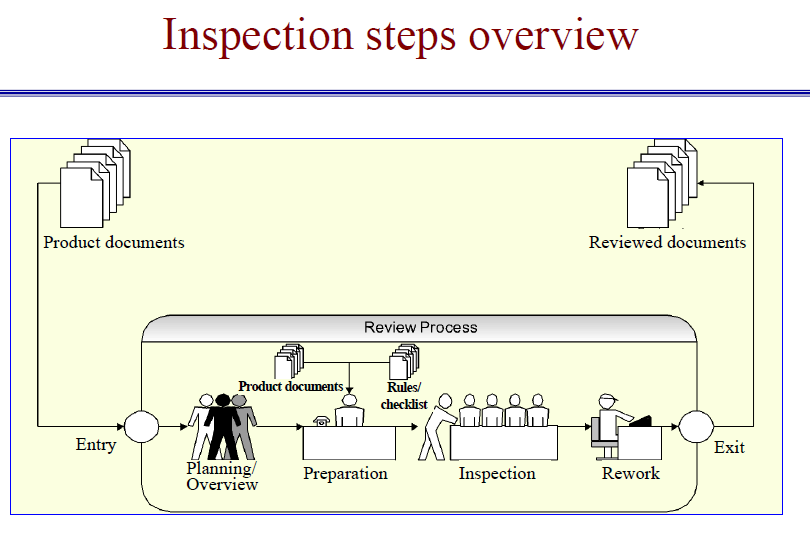 Inspection steps overview
Product documents
Reviewed documents
Review Process
Product documents
Rules/
checklist
Entry
Planning/
Overview
Preparation
Inspection
Rework
Exit